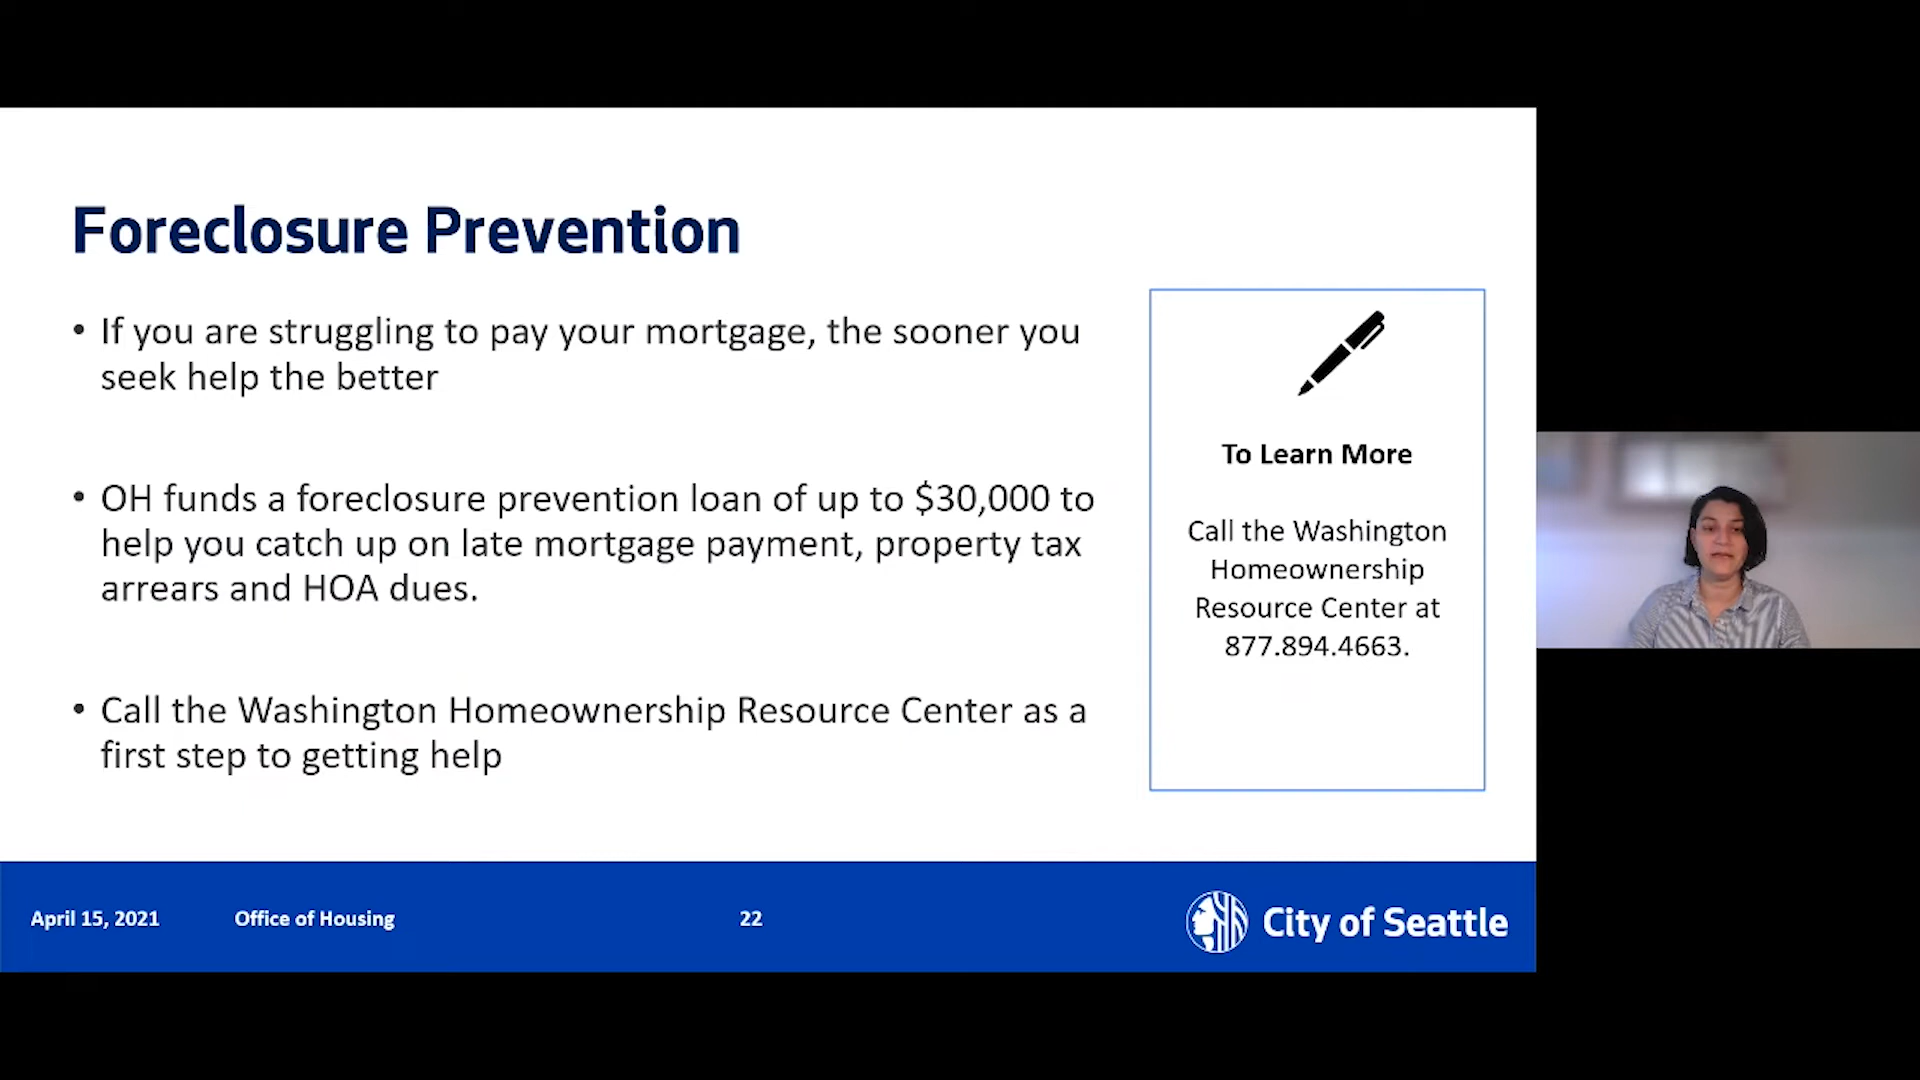 Foreclosure Prevention
• If you are struggling to pay your mortgage, the sooner you
seek help the better
• OH funds a foreclosure prevention loan of up to $30,000 to
help you catch up on late mortgage payment, property tax
arrears and HOA dues.
• Call the Washington Homeownership Resource Center as a
first step to getting help
To Learn More
Call the Washington
Homeownership
Resource Center at
877.894.4663.
April 15, 2021
Office of Housing
22
City of Seattle